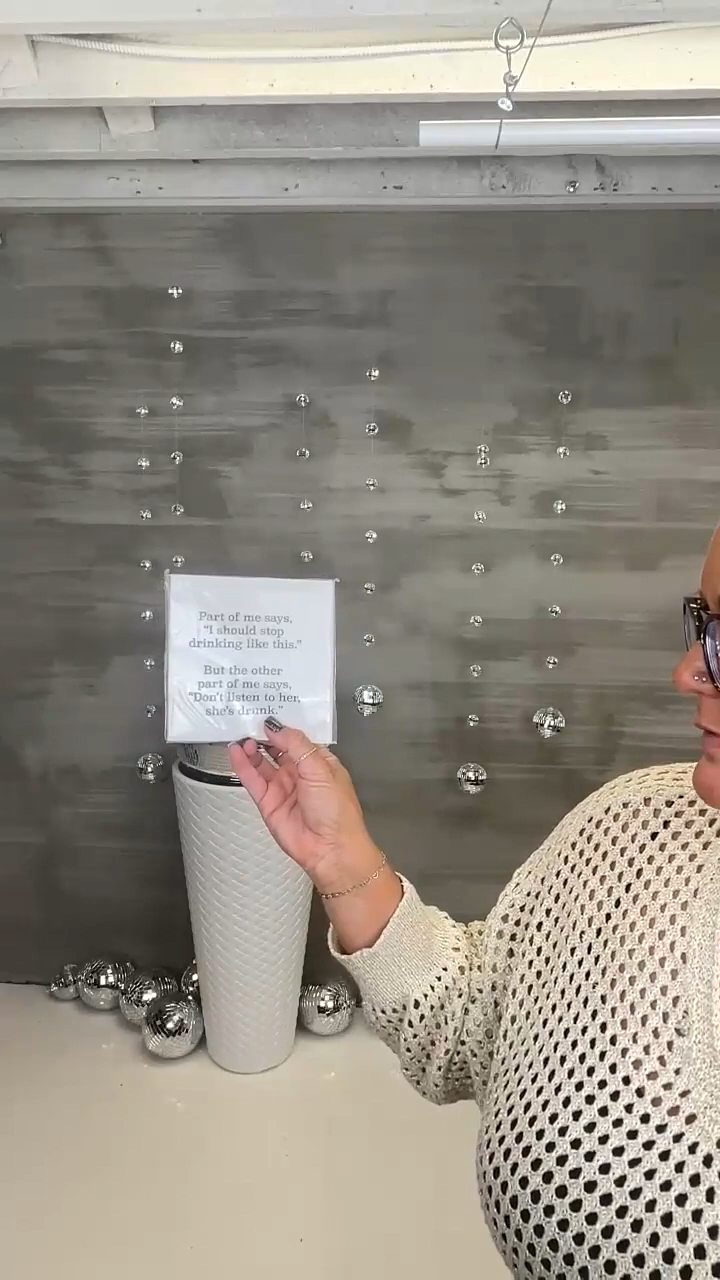 Part of me says,
"I should stop
drinking like this."
But the other
part of me says,
"Don't listen to her,
she's drunk."